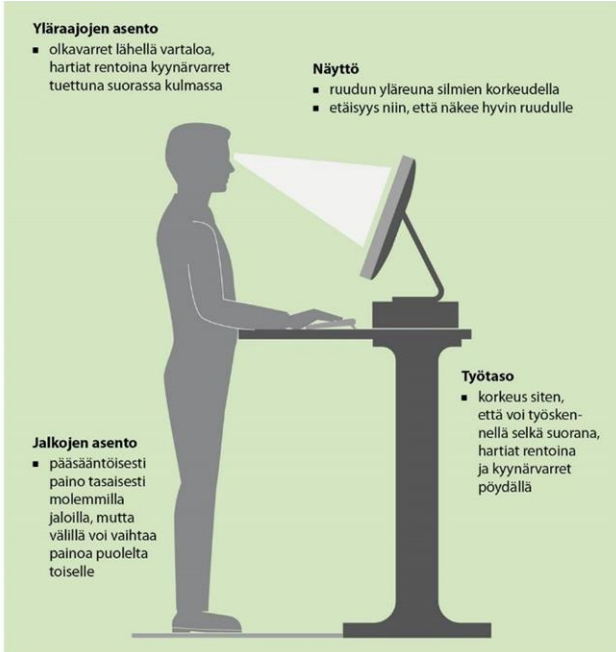 Yläraajojen asento
▪ olkavarret lähellä vartaloa,
hartiat rentoina kyynärvarret
tuettuna suorassa kulmassa
Näyttö
▪ ruudun yläreuna silmien korkeudella
▪ etäisyys niin, että näkee hyvin ruudulle
Työtaso
▪ korkeus siten,
että voi työsken-
nellä selkä suorana,
hartiat rentoina
ja kyynärvarret
pöydällä
Jalkojen asento
▪ pääsääntöisesti
paino tasaisesti
molemmilla
jaloilla, mutta
välillä voi vaihtaa
painoa puolelta
toiselle